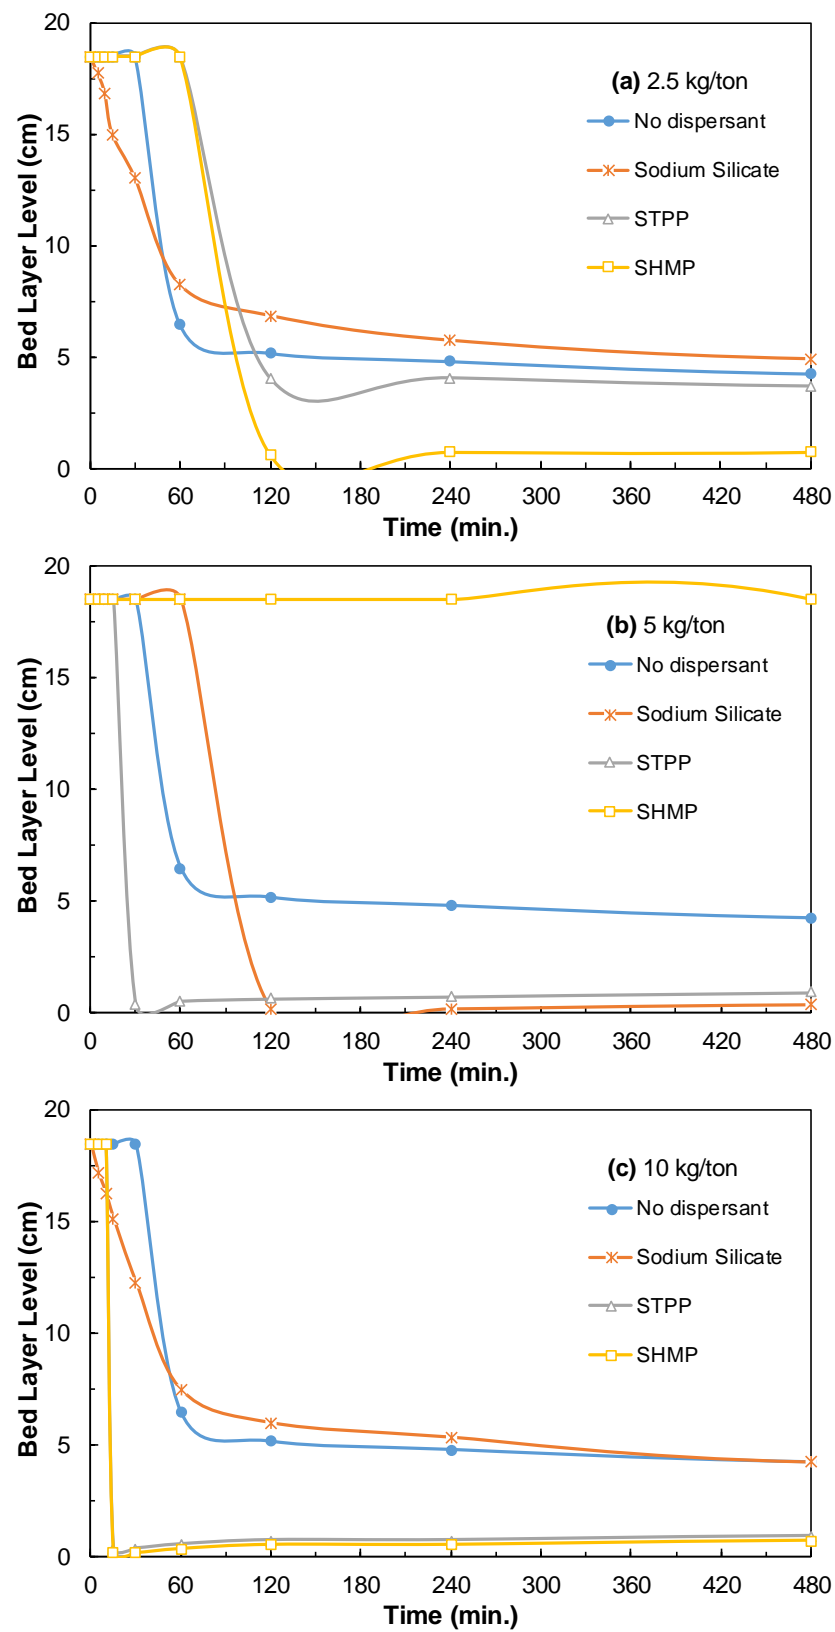 20
(a) 2.5 kg/ton
No dispersant
15
Sodium Silicate
STPP
10
SHMP
5
0
Bed Layer Level (cm)
0 60 120 180 240 300 360 420 480
Time (min.)
20
(b) 5 kg/ton
No dispersant
15
Sodium Silicate
STPP
10
SHMP
5
0
Bed Layer Level (cm)
0 60 120 180 240 300 360 420 480
Time (min.)
20
(c) 10 kg/ton
No dispersant
15
Sodium Silicate
STPP
10
SHMP
5
0
Bed Layer Level (cm)
0 60 120 180 240 300 360 420 480
Time (min.)